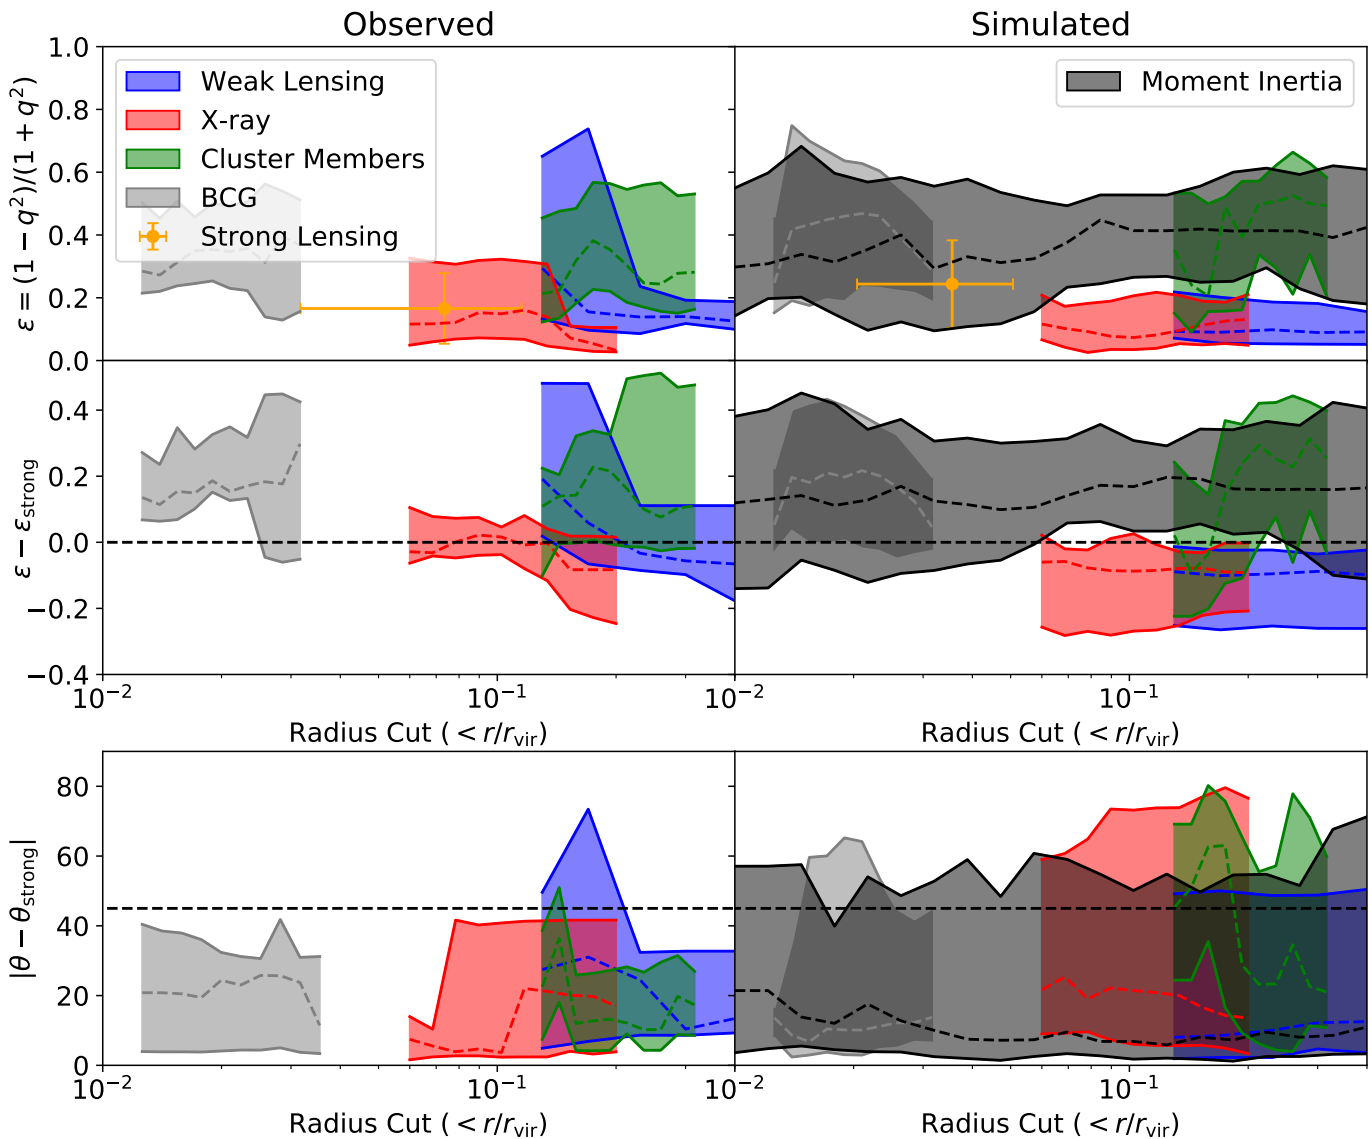 Observed
Simulated
1.0
0.8
0.6
0.4
0.2
0.0
ε = (1 − q²)/(1 + q²)
Weak Lensing
X-ray
Cluster Members
BCG
Strong Lensing
Moment Inertia
0.4
0.2
0.0
−0.2
−0.4
ε − ε_strong
10⁻²
10⁻¹
10⁻²
10⁻¹
Radius Cut (< r/r_vir)
Radius Cut (< r/r_vir)
80
60
40
20
0
|θ − θ_strong|
10⁻²
10⁻¹
10⁻²
10⁻¹
Radius Cut (< r/r_vir)
Radius Cut (< r/r_vir)